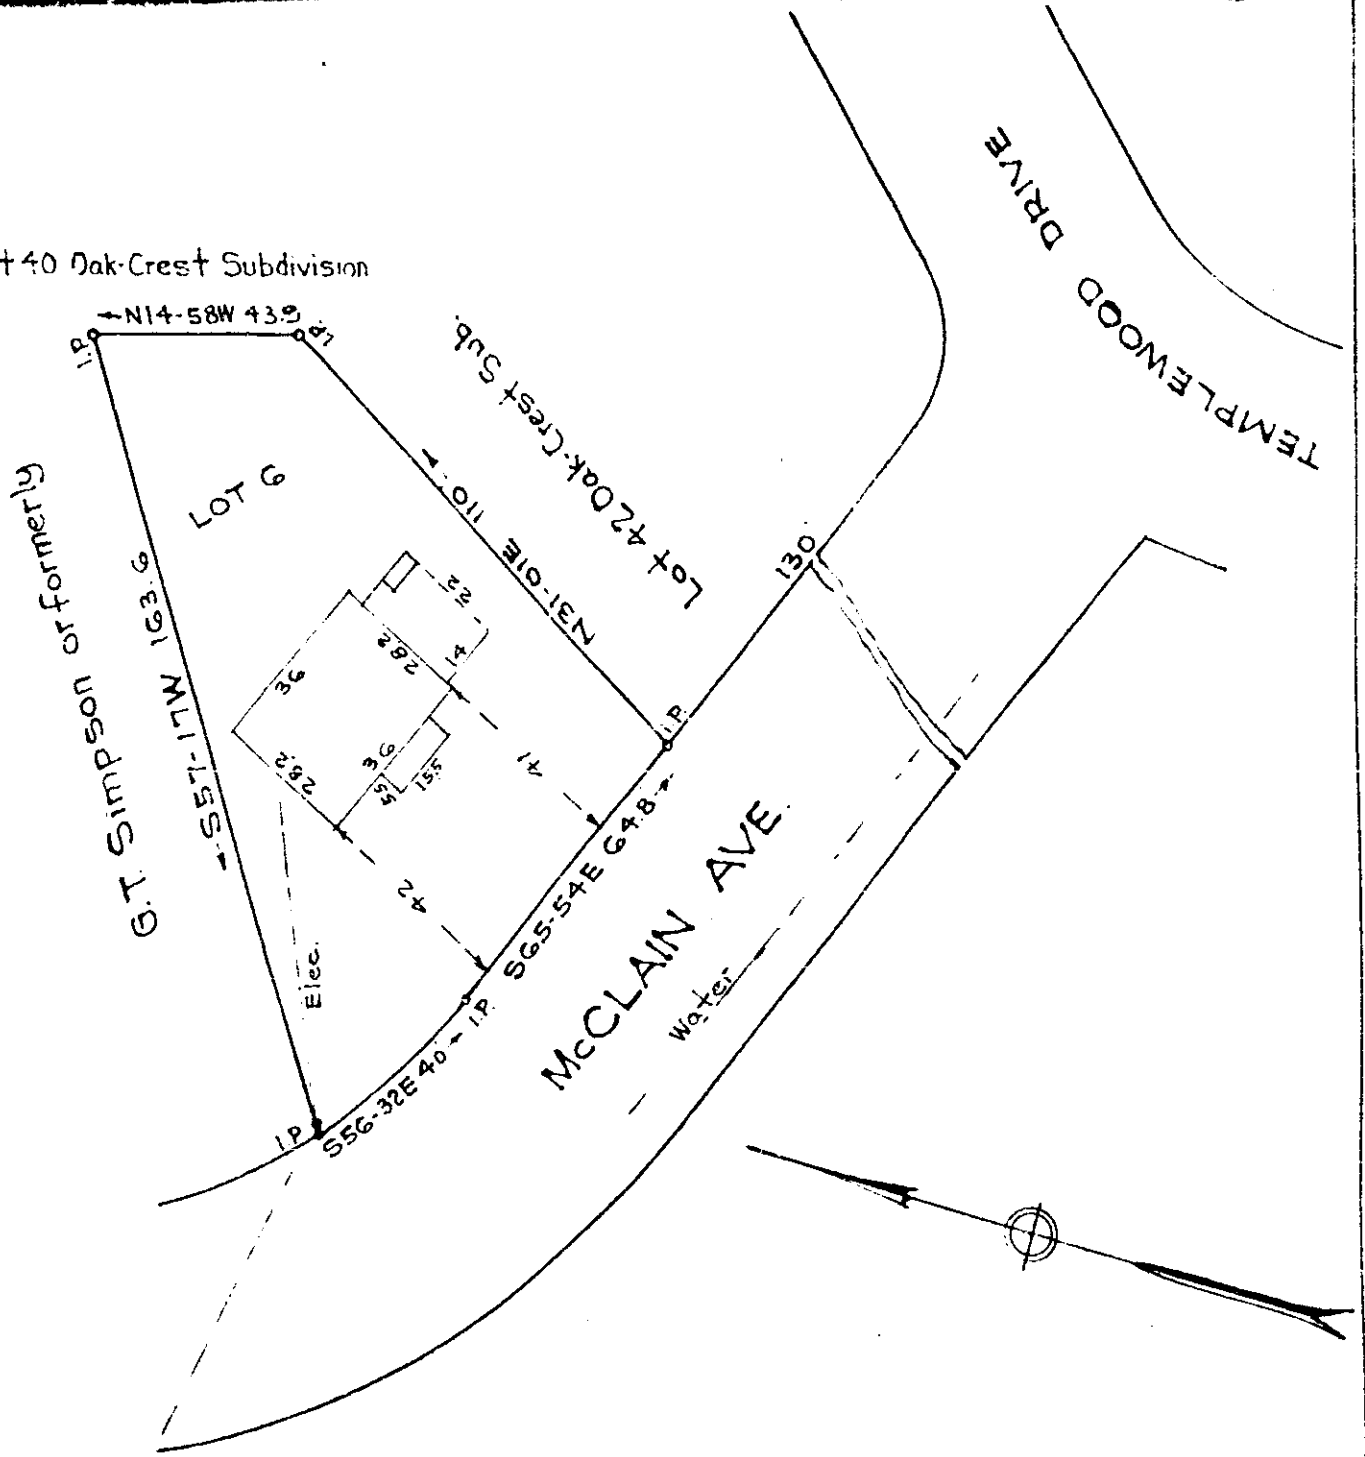 40 Oak-Crest Subdivision
N14-58W 43.9
I.P.
I.P.
Lot 42 Oak-Crest Sub.
TEMPLEWOOD DRIVE
G.T. Simpson or formerly
S57-17W 163.6
LOT 6
N31-01E 110
130
36
28.2
22
14
28.2
36
5.5
15.5
41
42
Elec.
I.P.
S65-54E 64.8
I.P.
S56-32E 40
I.P.
McCLAIN AVE.
Water